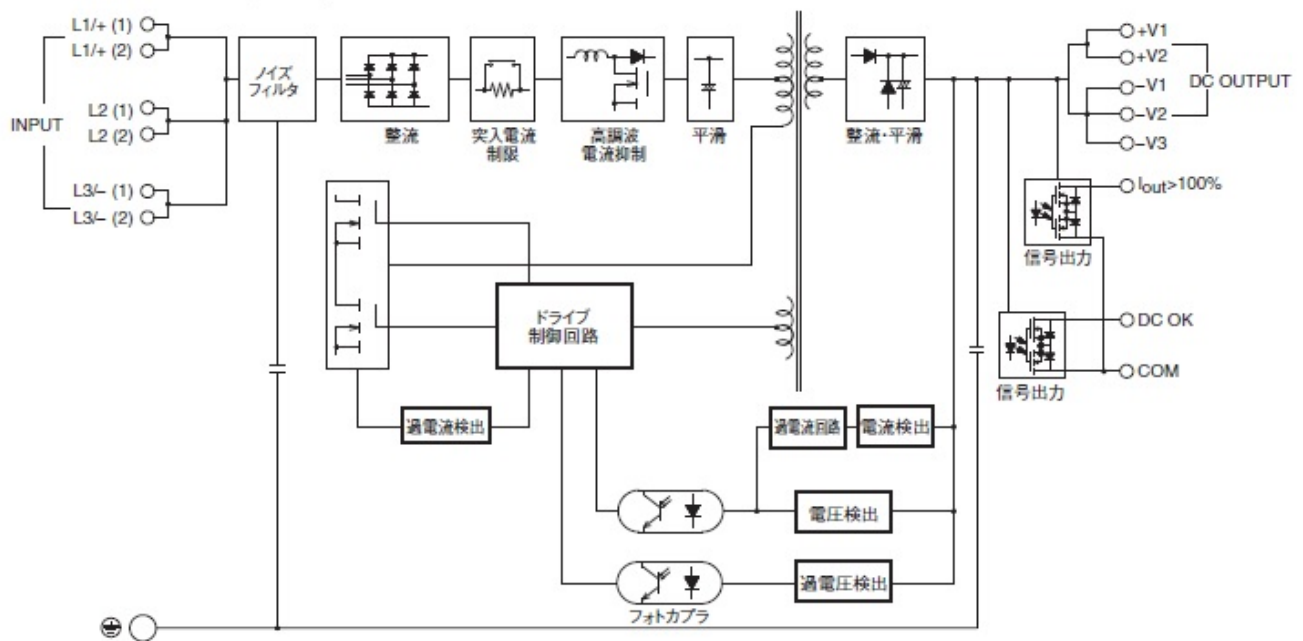 L1/+ (1)
L1/+ (2)
L2 (1)
L2 (2)
L3/− (1)
L3/− (2)
INPUT
ノイズ
フィルタ
整流
突入電流
制限
高調波
電流抑制
平滑
整流・平滑
+V1
+V2
−V1
−V2
−V3
DC OUTPUT
Iout>100%
信号出力
DC OK
COM
信号出力
ドライブ
制御回路
過電流検出
過電流回路
電流検出
電圧検出
過電圧検出
フォトカプラ